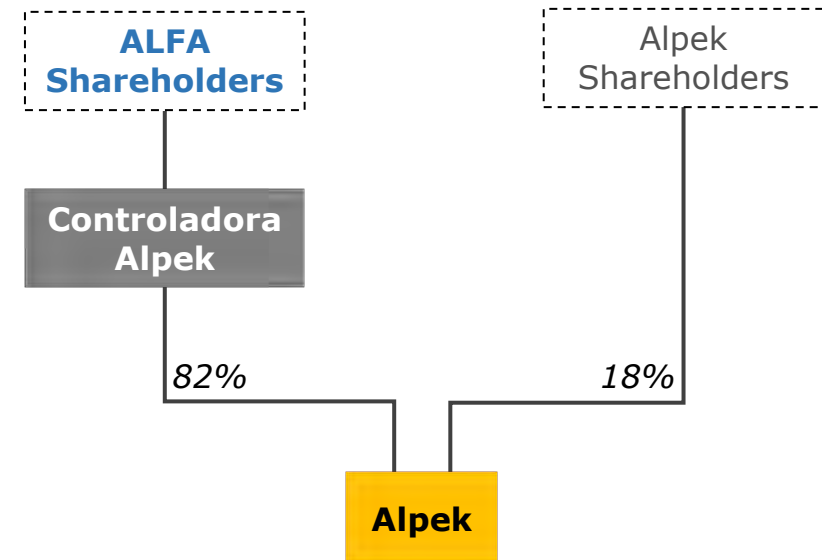 ALFA
Shareholders
Alpek
Shareholders
Controladora
Alpek
82%
18%
Alpek